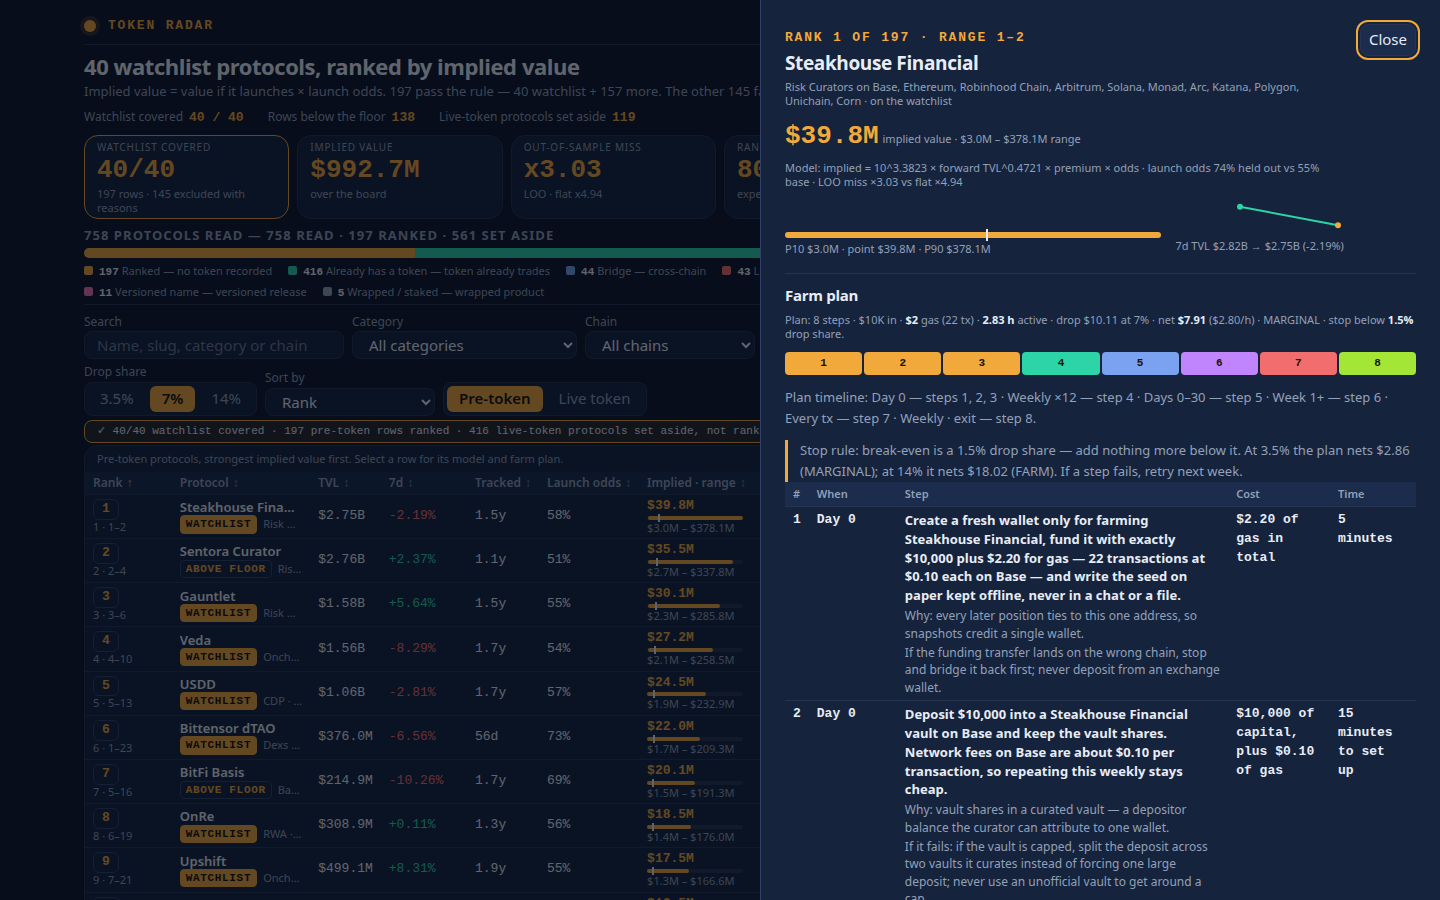 TOKEN RADAR
40 watchlist protocols, ranked by implied value
Implied value = value if it launches × launch odds. 197 pass the rule — 40 watchlist + 157 more. The other 145
Watchlist covered 40 / 40 Rows below the floor 138 Live-token protocols set aside 119
WATCHLIST COVERED
40/40
197 rows · 145 excluded with
reasons
IMPLIED VALUE
$992.7M
over the board
OUT-OF-SAMPLE MISS
x3.03
LOO · flat x4.94
758 PROTOCOLS READ — 758 READ · 197 RANKED · 561 SET ASIDE
197 Ranked — no token recorded 416 Already has a token — token already trades 44 Bridge — cross-chain 43
11 Versioned name — versioned release 5 Wrapped / staked — wrapped product
Search Category Chain
Name, slug, category or chain All categories All chains
Drop share Sort by
3.5% 7% 14% Rank Pre-token Live token
✓ 40/40 watchlist covered · 197 pre-token rows ranked · 416 live-token protocols set aside, not rank
Pre-token protocols, strongest implied value first. Select a row for its model and farm plan.
Rank ↑ Protocol ↕ TVL ↕ 7d ↕ Tracked ↕ Launch odds ↕ Implied · range ↕
1 Steakhouse Fina... $2.75B -2.19% 1.5y 58% $39.8M
1 · 1–2 WATCHLIST Risk ... $3.0M – $378.1M
2 Sentora Curator $2.76B +2.37% 1.1y 51% $35.5M
2 · 2–4 ABOVE FLOOR Ris... $2.7M – $337.8M
3 Gauntlet $1.58B +5.64% 1.5y 55% $30.1M
3 · 3–6 WATCHLIST Risk ... $2.3M – $285.8M
4 Veda $1.56B -8.29% 1.7y 54% $27.2M
4 · 4–10 WATCHLIST Onch... $2.1M – $258.5M
5 USDD $1.06B -2.81% 1.7y 57% $24.5M
5 · 5–13 WATCHLIST CDP · ... $1.9M – $232.9M
6 Bittensor dTAO $376.0M -6.56% 56d 73% $22.0M
6 · 1–23 WATCHLIST Dexs ... $1.7M – $209.3M
7 BitFi Basis $214.9M -10.26% 1.7y 69% $20.1M
7 · 5–16 ABOVE FLOOR Ba... $1.5M – $191.3M
8 OnRe $308.9M +0.11% 1.3y 56% $18.5M
8 · 6–19 WATCHLIST RWA ·... $1.4M – $176.0M
9 Upshift $499.1M +8.31% 1.9y 55% $17.5M
9 · 7–21 WATCHLIST Onch... $1.3M – $166.6M
RANK 1 OF 197 · RANGE 1–2
Close
Steakhouse Financial
Risk Curators on Base, Ethereum, Robinhood Chain, Arbitrum, Solana, Monad, Arc, Katana, Polygon,
Unichain, Corn · on the watchlist
$39.8M implied value · $3.0M – $378.1M range
Model: implied = 10^3.3823 × forward TVL^0.4721 × premium × odds · launch odds 74% held out vs 55%
base · LOO miss ×3.03 vs flat ×4.94
P10 $3.0M · point $39.8M · P90 $378.1M
7d TVL $2.82B → $2.75B (-2.19%)
Farm plan
Plan: 8 steps · $10K in · $2 gas (22 tx) · 2.83 h active · drop $10.11 at 7% · net $7.91 ($2.80/h) · MARGINAL · stop below 1.5%
drop share.
1 2 3 4 5 6 7 8
Plan timeline: Day 0 — steps 1, 2, 3 · Weekly ×12 — step 4 · Days 0–30 — step 5 · Week 1+ — step 6 ·
Every tx — step 7 · Weekly · exit — step 8.
Stop rule: break-even is a 1.5% drop share — add nothing more below it. At 3.5% the plan nets $2.86
(MARGINAL); at 14% it nets $18.02 (FARM). If a step fails, retry next week.
# When Step Cost Time
1 Day 0 Create a fresh wallet only for farming $2.20 of 5
Steakhouse Financial, fund it with exactly gas in minutes
$10,000 plus $2.20 for gas — 22 transactions at total
$0.10 each on Base — and write the seed on
paper kept offline, never in a chat or a file.
Why: every later position ties to this one address, so
snapshots credit a single wallet.
If the funding transfer lands on the wrong chain, stop
and bridge it back first; never deposit from an exchange
wallet.
2 Day 0 Deposit $10,000 into a Steakhouse Financial $10,000 of 15
vault on Base and keep the vault shares. capital, minutes
Network fees on Base are about $0.10 per plus $0.10 to set
transaction, so repeating this weekly stays of gas up
cheap.
Why: vault shares in a curated vault — a depositor
balance the curator can attribute to one wallet.
If it fails: if the vault is capped, split the deposit across
two vaults it curates instead of forcing one large
deposit; never use an unofficial vault to get around a